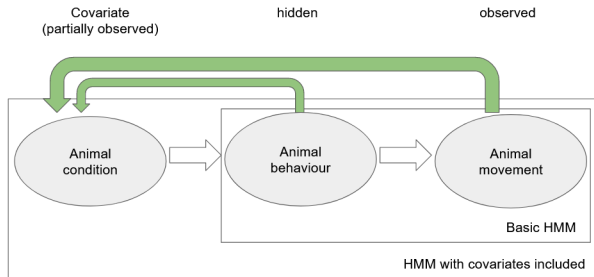 Covariate
(partially observed)
hidden
observed
Animal
condition
Animal
behaviour
Animal
movement
Basic HMM
HMM with covariates included